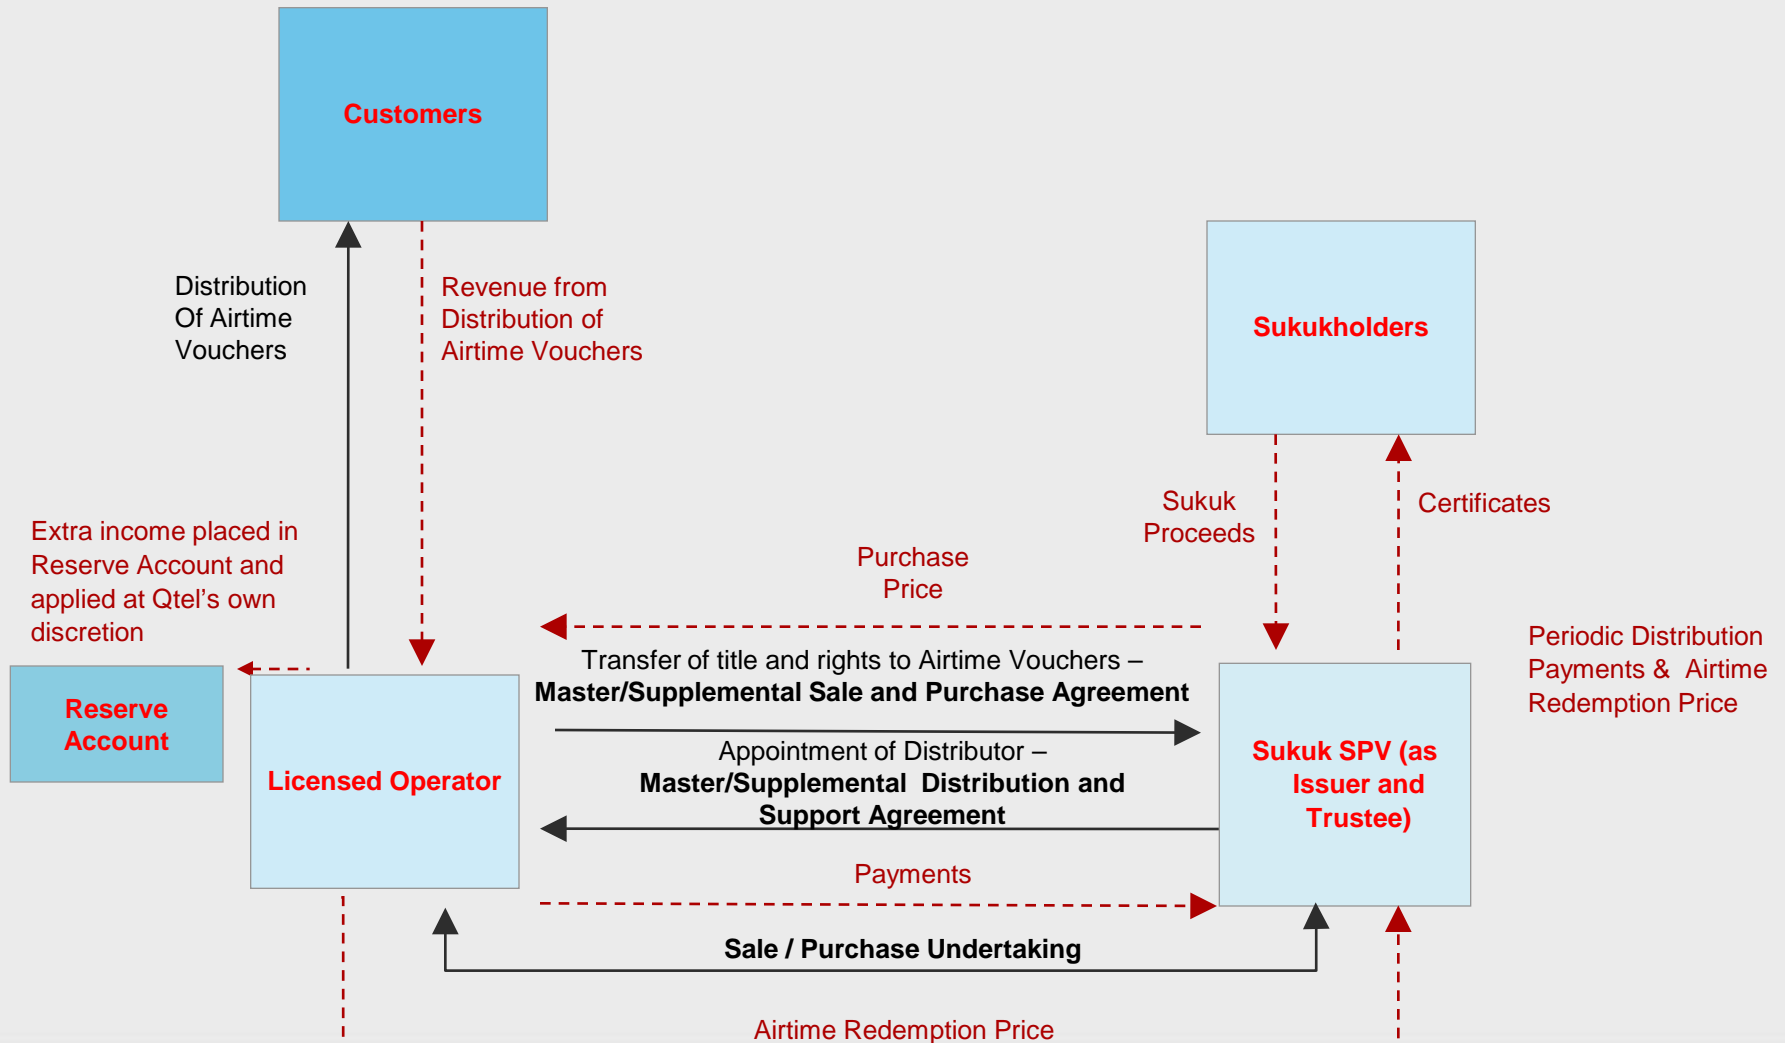 Customers
Distribution
Of Airtime
Vouchers
Revenue from
Distribution of
Airtime Vouchers
Sukukholders
Sukuk
Proceeds
Certificates
Extra income placed in
Reserve Account and
applied at Qtel’s own
discretion
Purchase
Price
Periodic Distribution
Payments & Airtime
Redemption Price
Transfer of title and rights to Airtime Vouchers –
Master/Supplemental Sale and Purchase Agreement
Reserve
Account
Licensed Operator
Appointment of Distributor –
Master/Supplemental Distribution and
Support Agreement
Sukuk SPV (as
Issuer and
Trustee)
Payments
Sale / Purchase Undertaking
Airtime Redemption Price